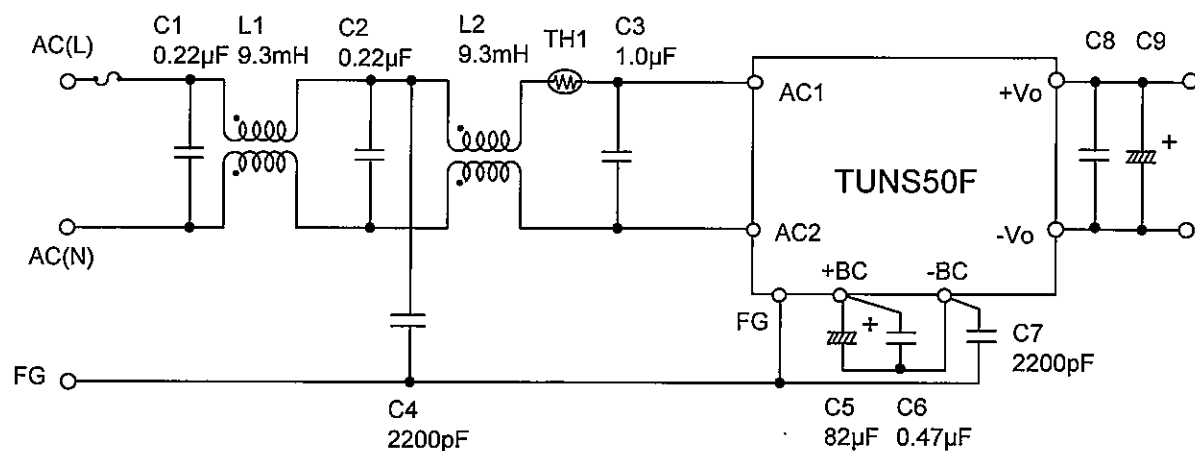 AC(L)
C1
0.22µF
L1
9.3mH
C2
0.22µF
L2
9.3mH
TH1
C3
1.0µF
C8
C9
AC1
+Vo
+
TUNS50F
AC(N)
AC2
-Vo
+BC
-BC
FG
+
C7
2200pF
FG
C4
2200pF
C5
82µF
C6
0.47µF